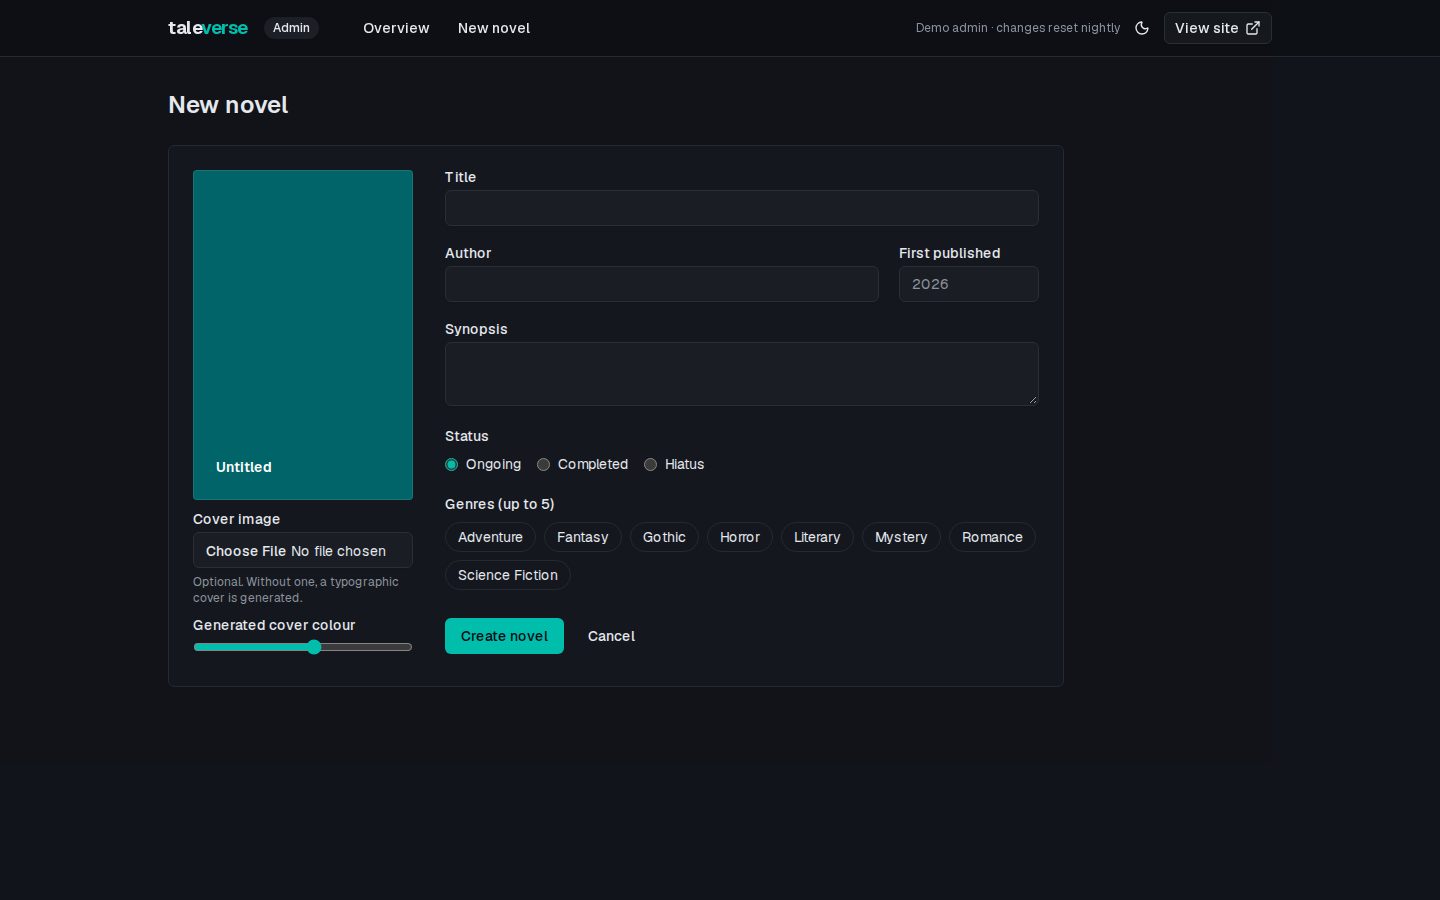 taleverse Admin Overview New novel Demo admin · changes reset nightly View site
New novel
Untitled
Cover image
Choose File No file chosen
Optional. Without one, a typographic
cover is generated.
Generated cover colour
Title
Author First published
2026
Synopsis
Status
Ongoing Completed Hiatus
Genres (up to 5)
Adventure Fantasy Gothic Horror Literary Mystery Romance
Science Fiction
Create novel Cancel